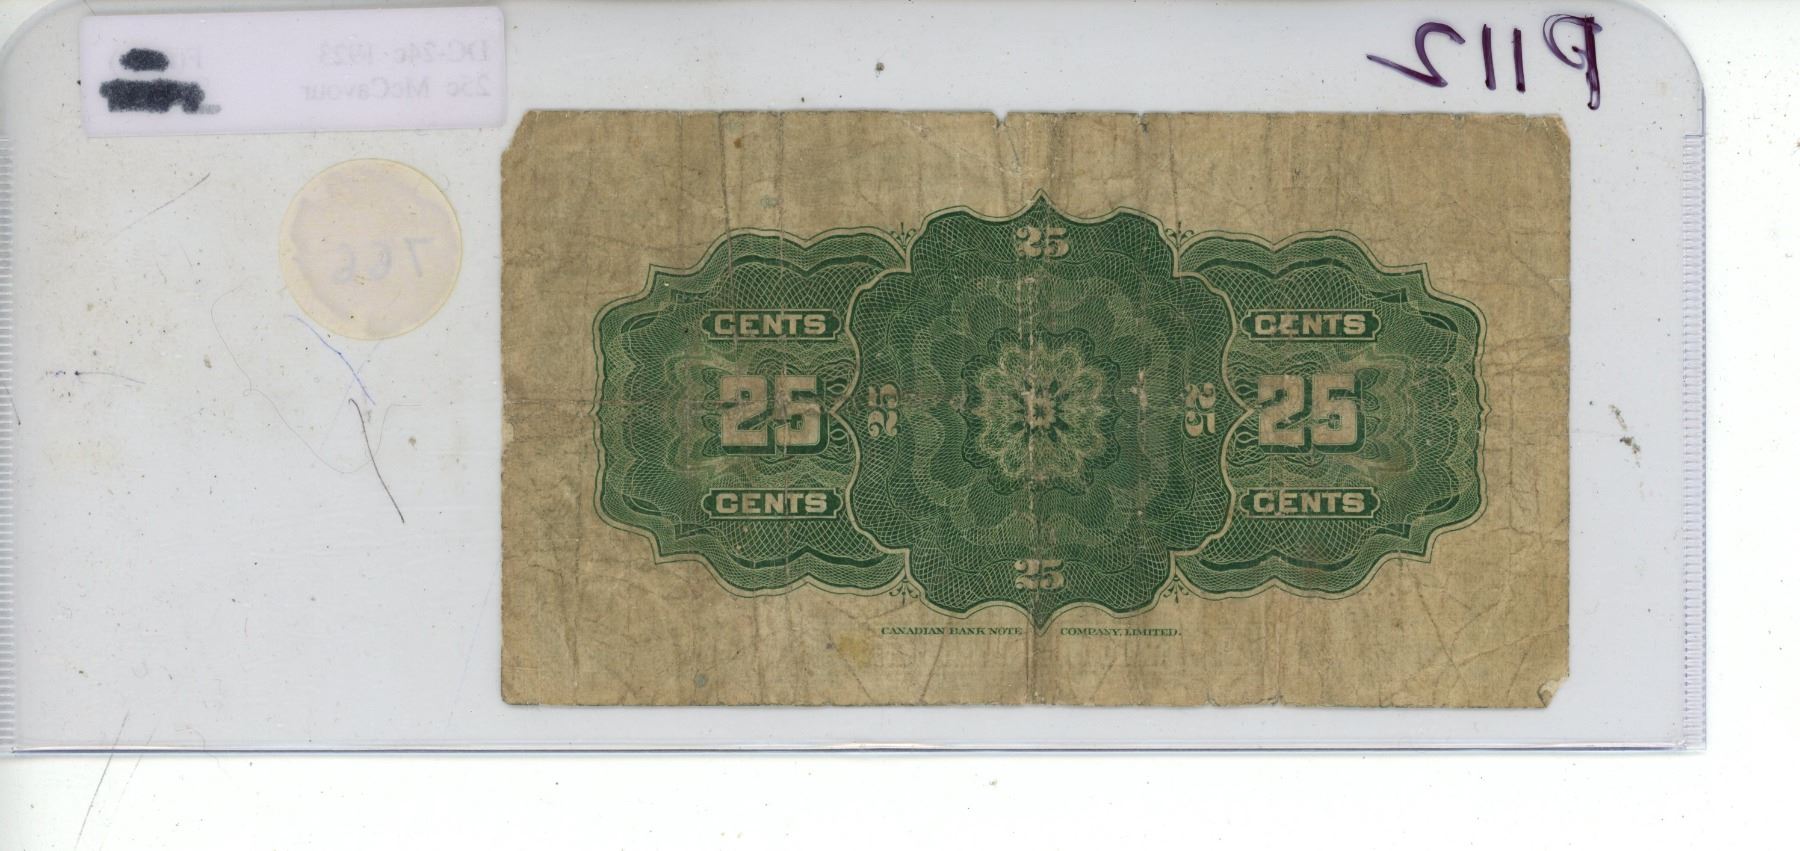 DC-24c 1923
25c McCavour
P112
766
25
CENTS
CENTS
25
25
25
25
CENTS
CENTS
25
CANADIAN BANK NOTE COMPANY, LIMITED.